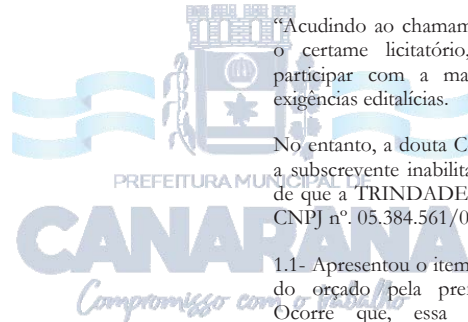 “Acudindo ao chamam
o certame licitatório,
participar com a ma
exigências editalícias.
No entanto, a douta C
a subscrevente inabilita
PREFEITURA MUNICIPAL DE
de que a TRINDADE
CNPJ nº. 05.384.561/0
CANARANA
1.1- Apresentou o item
do orçado pela pre
Compromisso com o trabalho
Ocorre que, essa